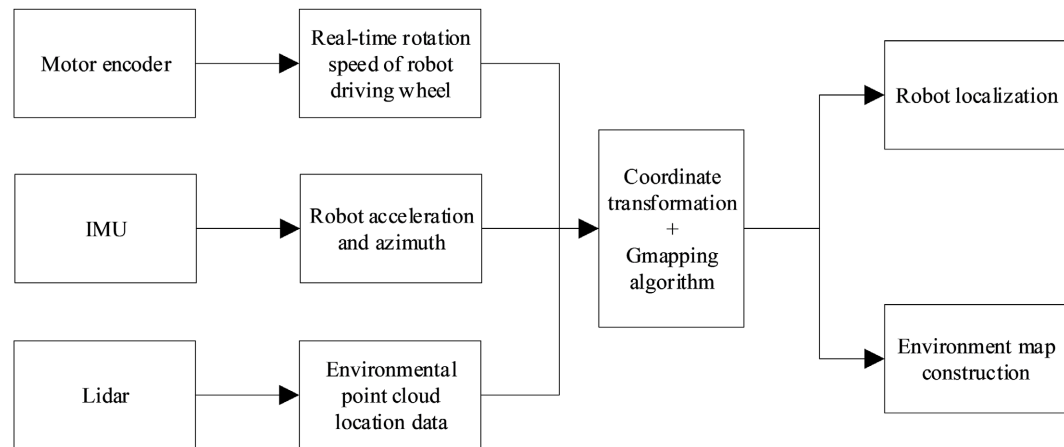 Motor encoder
Real-time rotation
speed of robot
driving wheel
IMU
Robot acceleration
and azimuth
Lidar
Environmental
point cloud
location data
Coordinate
transformation
+
Gmapping
algorithm
Robot localization
Environment map
construction